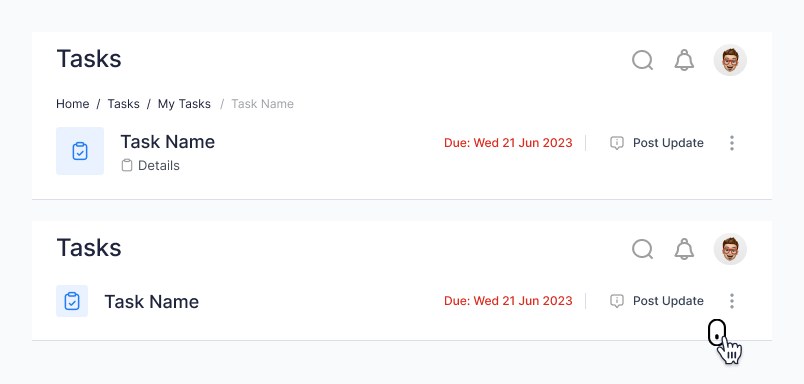 Tasks
Home / Tasks / My Tasks / Task Name
Task Name
Due: Wed 21 Jun 2023
Post Update
Details
Tasks
Task Name
Due: Wed 21 Jun 2023
Post Update